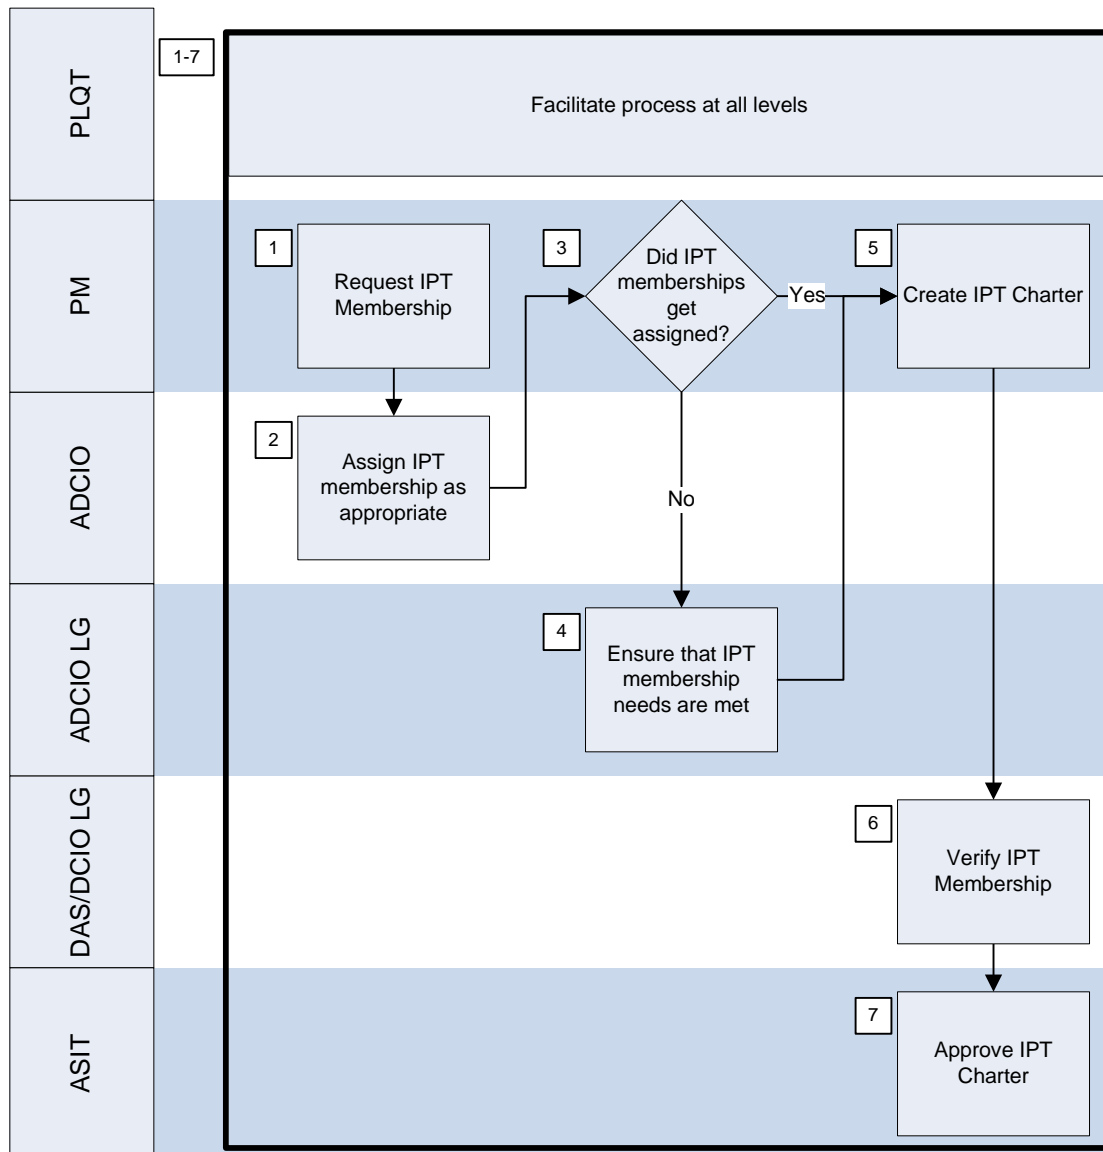 PLQT
1-7
Facilitate process at all levels
PM
1
Request IPT
Membership
3
Did IPT
memberships
get
assigned?
Yes
5
Create IPT Charter
ADCIO
2
Assign IPT
membership as
appropriate
No
ADCIO LG
4
Ensure that IPT
membership
needs are met
DAS/DCIO LG
6
Verify IPT
Membership
ASIT
7
Approve IPT
Charter